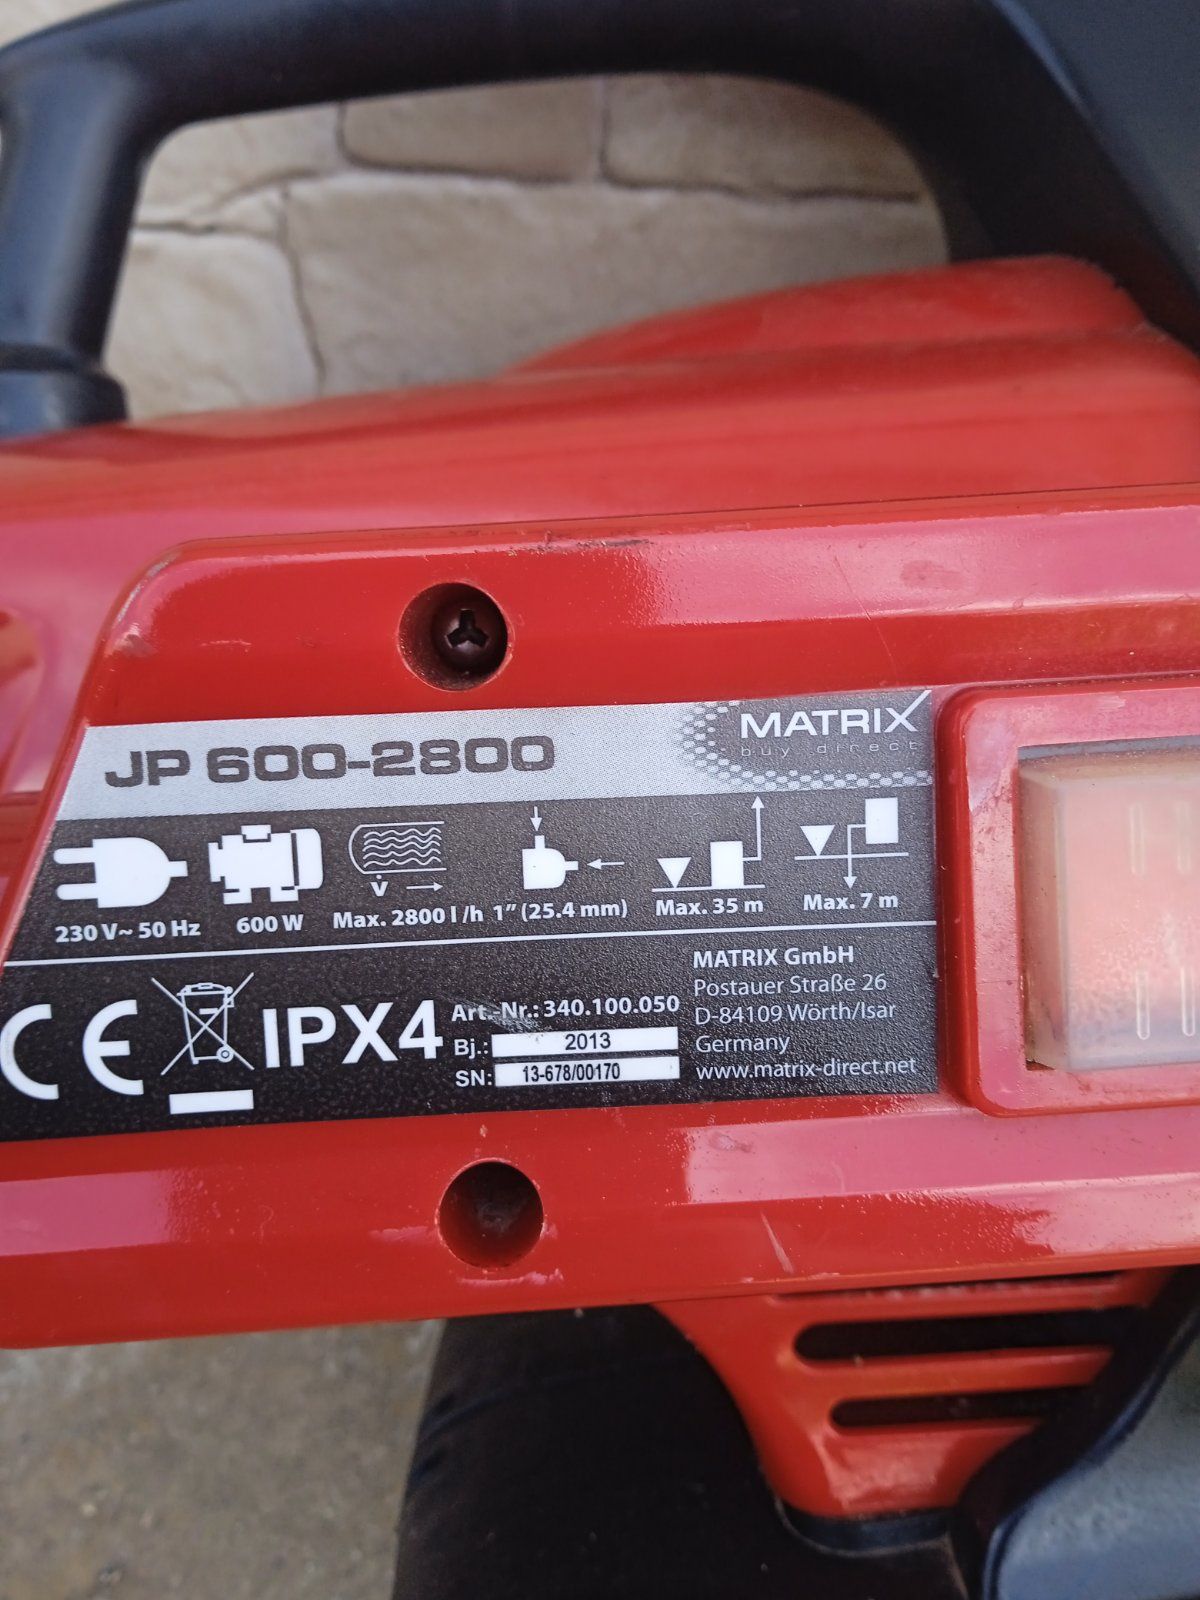 JP 600-2800
MATRIX
buy direct
230 V~ 50 Hz
600 W
V̇
Max. 2800 l/h
1" (25.4 mm)
Max. 35 m
Max. 7 m
CE
IPX4
Art.-Nr.: 340.100.050
Bj.: 2013
SN: 13-678/00170
MATRIX GmbH
Postauer Straße 26
D-84109 Wörth/Isar
Germany
www.matrix-direct.net